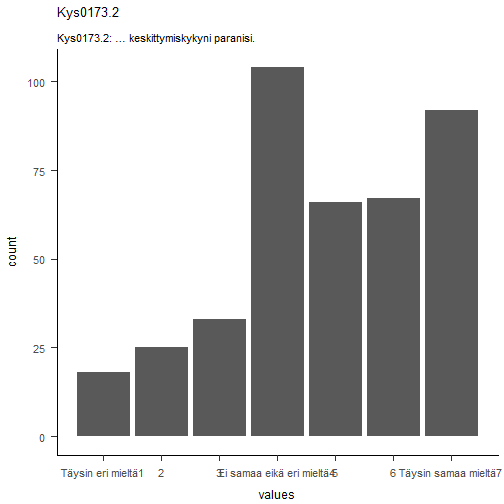 Kys0173.2
Kys0173.2: … keskittymiskykyni paranisi.
count
100
75
50
25
0
Täysin eri mieltä1 2 3 Ei samaa eikä eri mieltä4 5 6 Täysin samaa mieltä7
values